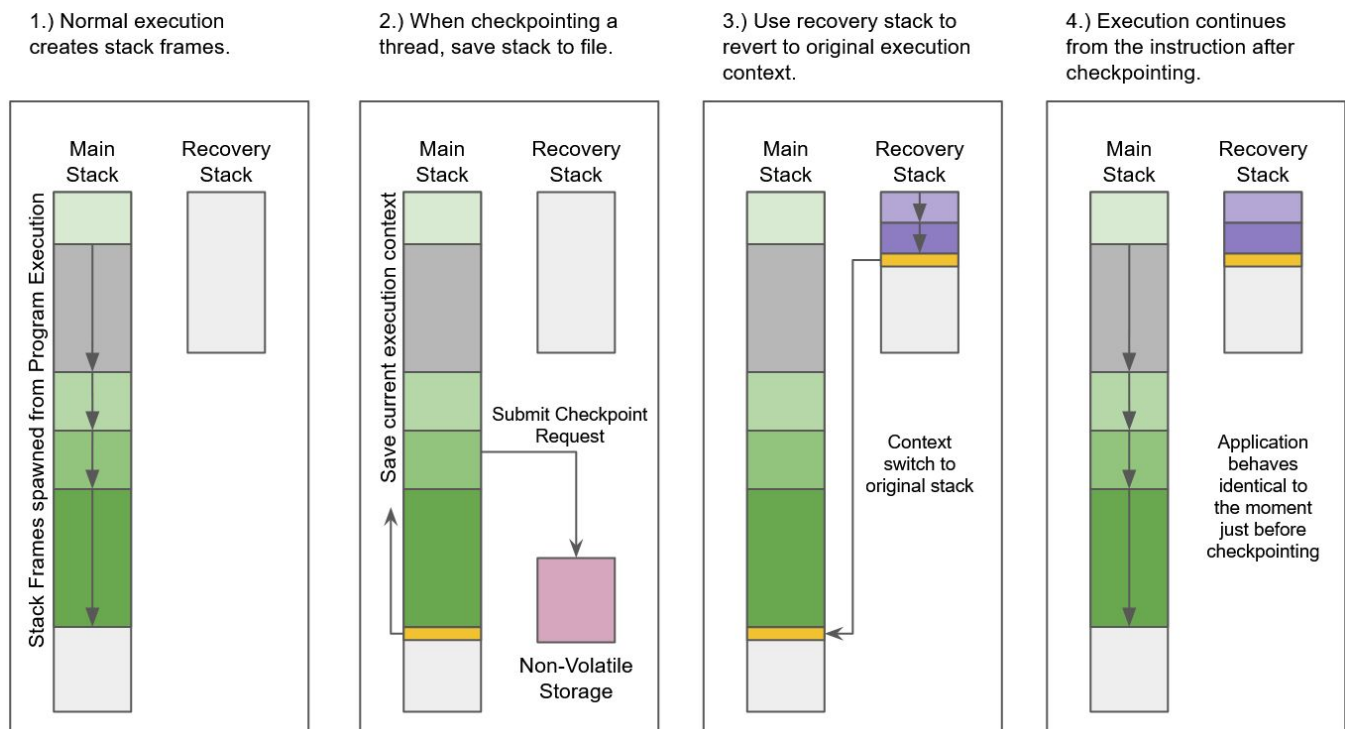 1.) Normal execution
creates stack frames.
2.) When checkpointing a
thread, save stack to file.
3.) Use recovery stack to
revert to original execution
context.
4.) Execution continues
from the instruction after
checkpointing.
Main
Stack
Recovery
Stack
Stack Frames spawned from Program Execution
Main
Stack
Recovery
Stack
Save current execution context
Submit Checkpoint
Request
Non-Volatile
Storage
Main
Stack
Recovery
Stack
Context
switch to
original stack
Main
Stack
Recovery
Stack
Application
behaves
identical to
the moment
just before
checkpointing